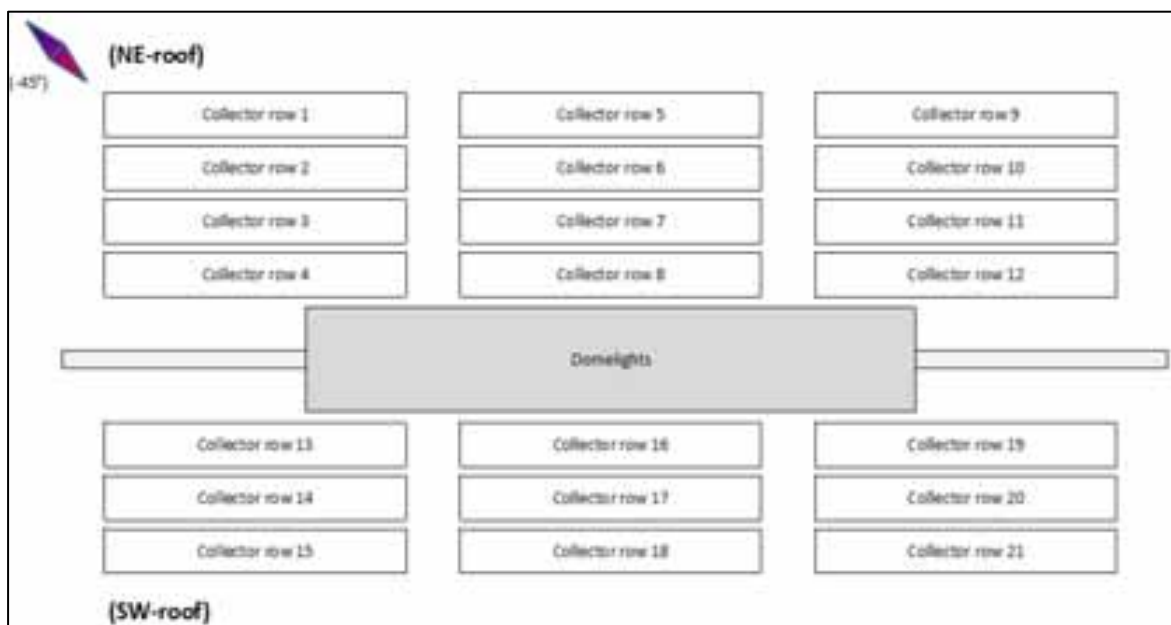 (NE-roof)
(-45°)
Collector row 1 Collector row 5 Collector row 9
Collector row 2 Collector row 6 Collector row 10
Collector row 3 Collector row 7 Collector row 11
Collector row 4 Collector row 8 Collector row 12
Domelights
Collector row 13 Collector row 16 Collector row 19
Collector row 14 Collector row 17 Collector row 20
Collector row 15 Collector row 18 Collector row 21
(SW-roof)